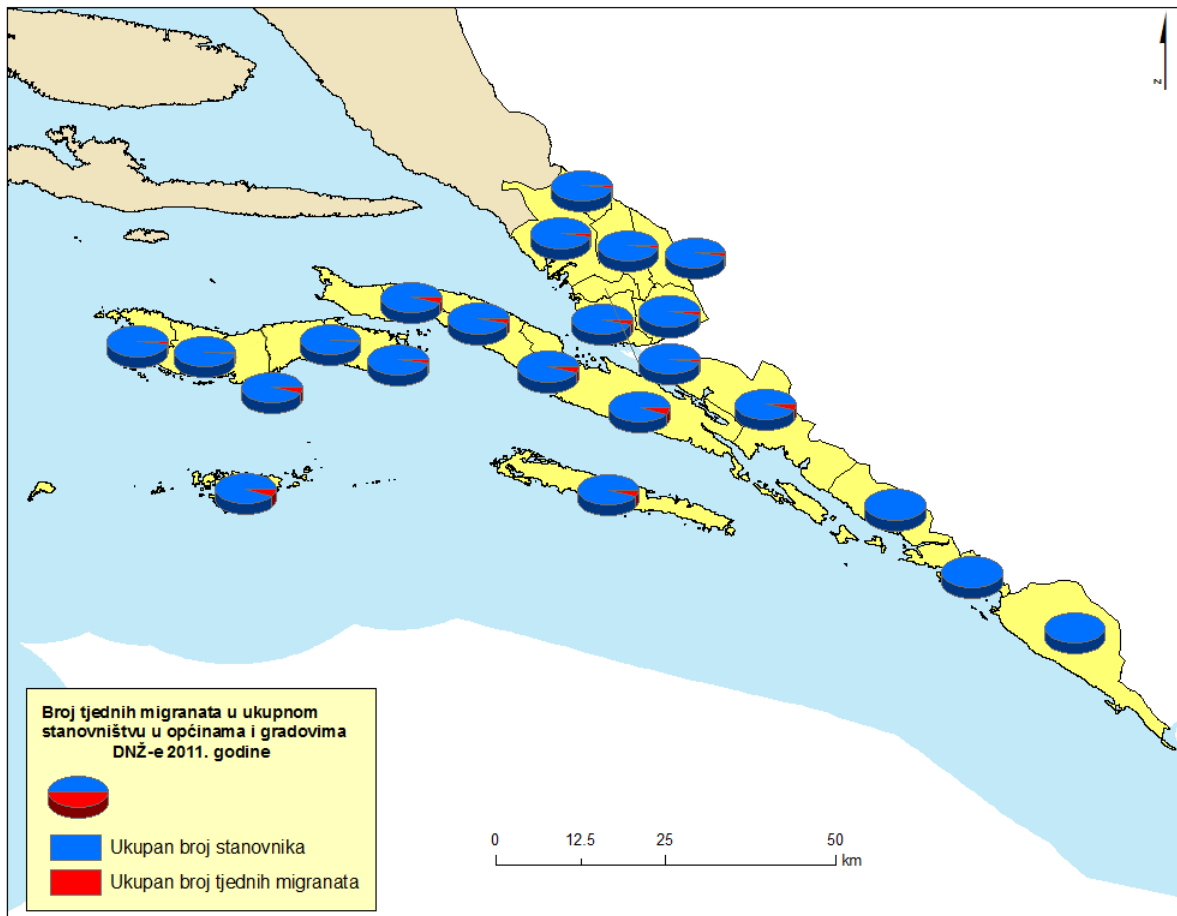 N
Broj tjednih migranata u ukupnom
stanovništvu u općinama i gradovima
DNŽ-e 2011. godine
Ukupan broj stanovnika
Ukupan broj tjednih migranata
0 12.5 25 50
km